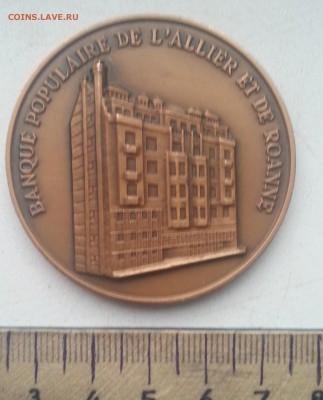 COINS.LAVE.RU
BANQUE POPULAIRE DE L'ALLIER ET DE ROANNE
3 4 5 6 7 8